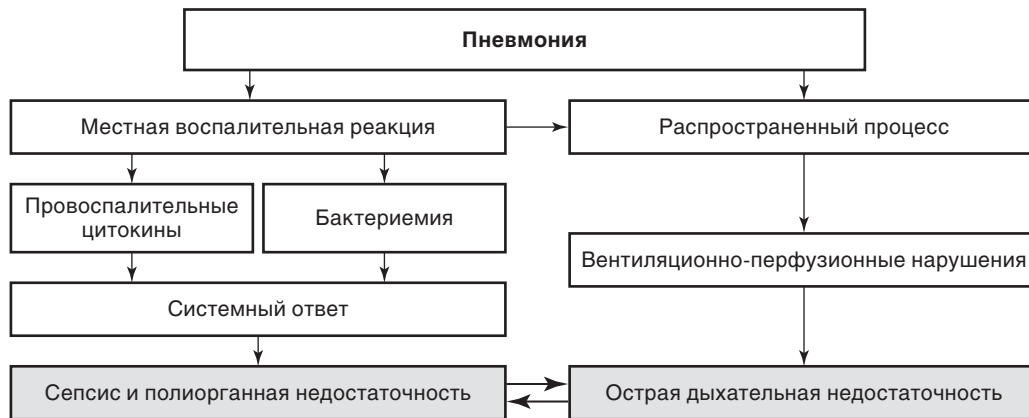 Пневмония
Местная воспалительная реакция
Распространенный процесс
Провоспалительные
цитокины
Бактериемия
Вентиляционно-перфузионные нарушения
Системный ответ
Сепсис и полиорганная недостаточность
Острая дыхательная недостаточность